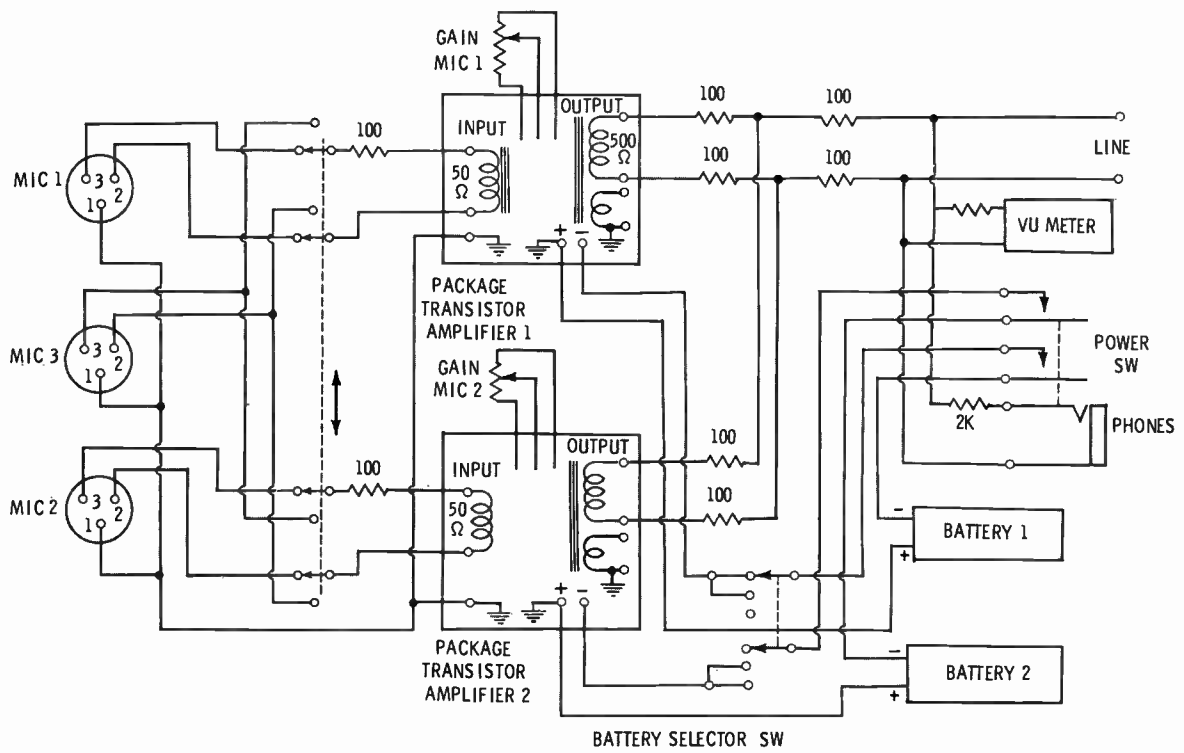 GAIN
MIC 1
OUTPUT
INPUT
500
Ω
50
Ω
+ -
100
100
100
100
100
LINE
VU METER
MIC 1
3 2
1
PACKAGE
TRANSISTOR
AMPLIFIER 1
MIC 3
3 2
1
GAIN
MIC 2
POWER
SW
2K
PHONES
OUTPUT
INPUT
50
Ω
+ -
100
100
100
MIC 2
3 2
1
-
BATTERY 1
+
PACKAGE
TRANSISTOR
AMPLIFIER 2
-
BATTERY 2
+
BATTERY SELECTOR SW